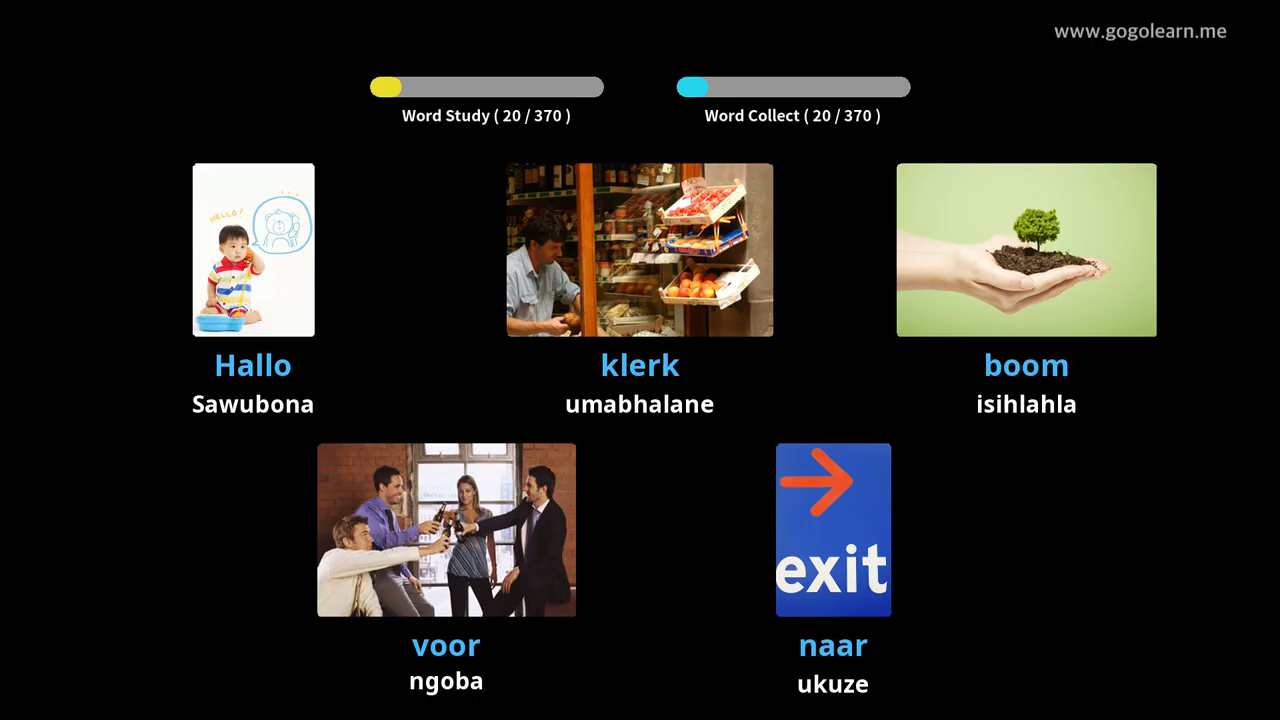 www.gogolearn.me
Word Study ( 20 / 370 )
Word Collect ( 20 / 370 )
HELLO!
Hallo
Sawubona
klerk
umabhalane
boom
isihlahla
exit
voor
ngoba
naar
ukuze